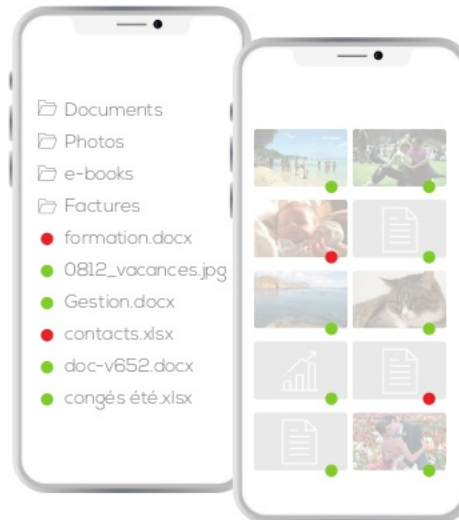 Documents
Photos
e-books
Factures
formation.docx
0812_vacances.jpg
Gestion.docx
contacts.xlsx
doc-v652.docx
congés été.xlsx